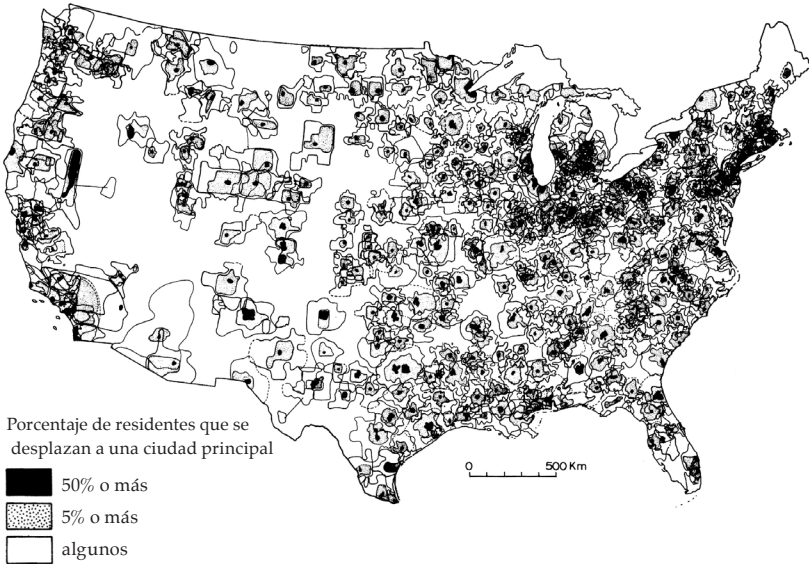 0 500 Km
Porcentaje de residentes que se
desplazan a una ciudad principal
50% o más
5% o más
algunos